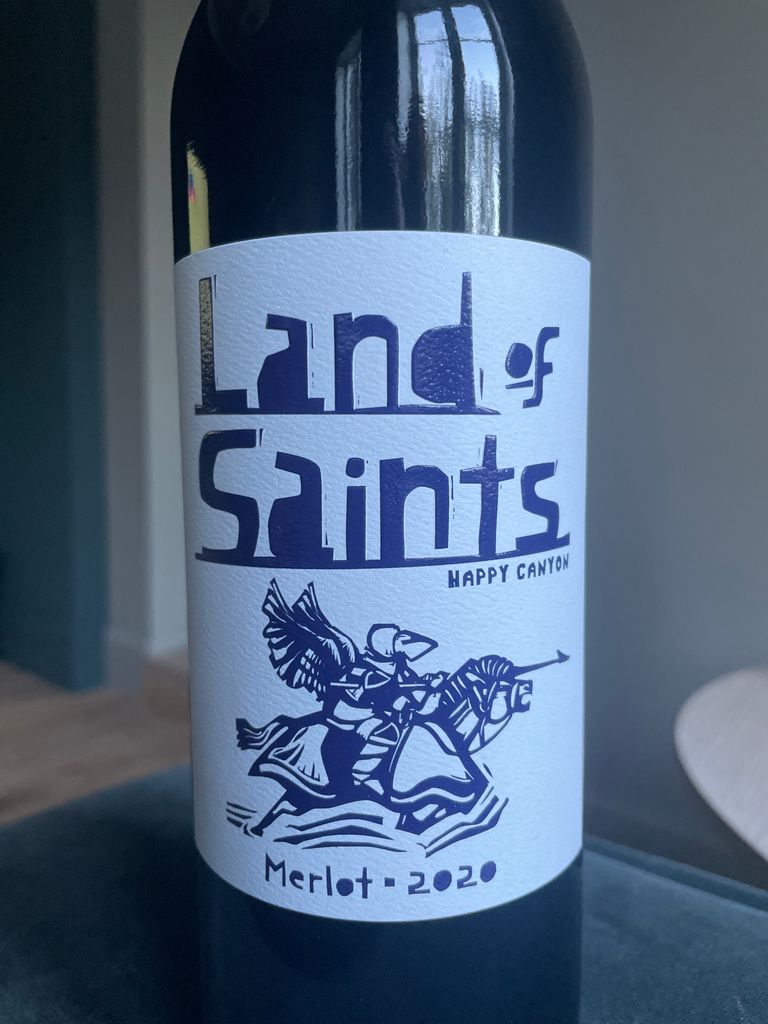 Land of
Saints
HAPPY CANYON
Merlot - 2020